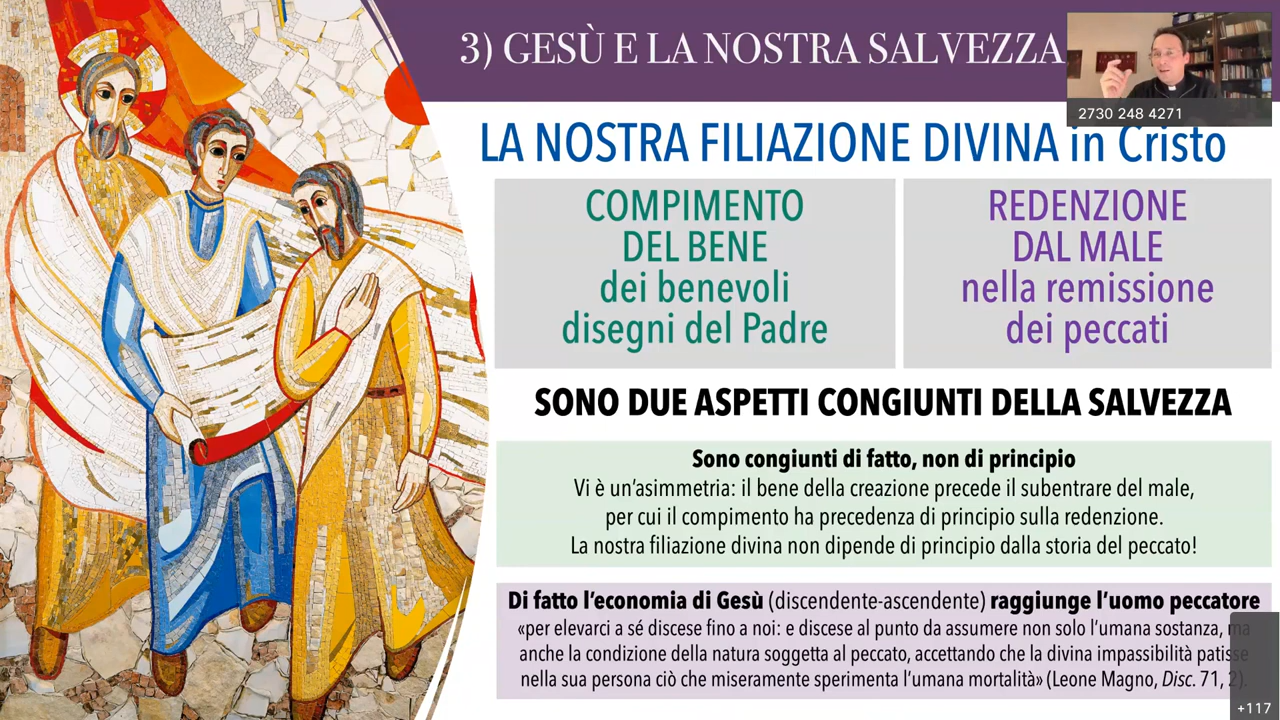 3) GESÙ E LA NOSTRA SALVEZZA
2730 248 4271
LA NOSTRA FILIAZIONE DIVINA in Cristo
COMPIMENTO
DEL BENE
dei benevoli
disegni del Padre
REDENZIONE
DAL MALE
nella remissione
dei peccati
SONO DUE ASPETTI CONGIUNTI DELLA SALVEZZA
Sono congiunti di fatto, non di principio
Vi è un'asimmetria: il bene della creazione precede il subentrare del male,
per cui il compimento ha precedenza di principio sulla redenzione.
La nostra filiazione divina non dipende di principio dalla storia del peccato!
Di fatto l'economia di Gesù (discendente-ascendente) raggiunge l'uomo peccatore
«per elevarci a sé discese fino a noi: e discese al punto da assumere non solo l'umana sostanza, ma
anche la condizione della natura soggetta al peccato, accettando che la divina impassibilità patisse
nella sua persona ciò che miseramente sperimenta l'umana mortalità» (Leone Magno, Disc. 71, 2).
+117